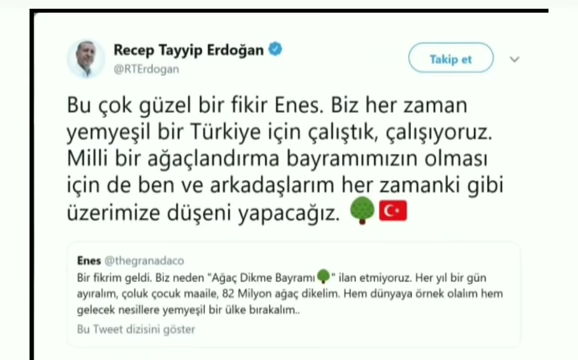 Recep Tayyip Erdoğan
@RTErdogan
Takip et
Bu çok güzel bir fikir Enes. Biz her zaman
yemyeşil bir Türkiye için çalıştık, çalışıyoruz.
Milli bir ağaçlandırma bayramımızın olması
için de ben ve arkadaşlarım her zamanki gibi
üzerimize düşeni yapacağız. 🌳🇹🇷
Enes @thegranadaco
Bir fikrim geldi. Biz neden "Ağaç Dikme Bayramı🌳" ilan etmiyoruz. Her yıl bir gün
ayıralım, çoluk çocuk maaile, 82 Milyon ağaç dikelim. Hem dünyaya örnek olalım hem
gelecek nesillere yemyeşil bir ülke bırakalım..
Bu Tweet dizisini göster